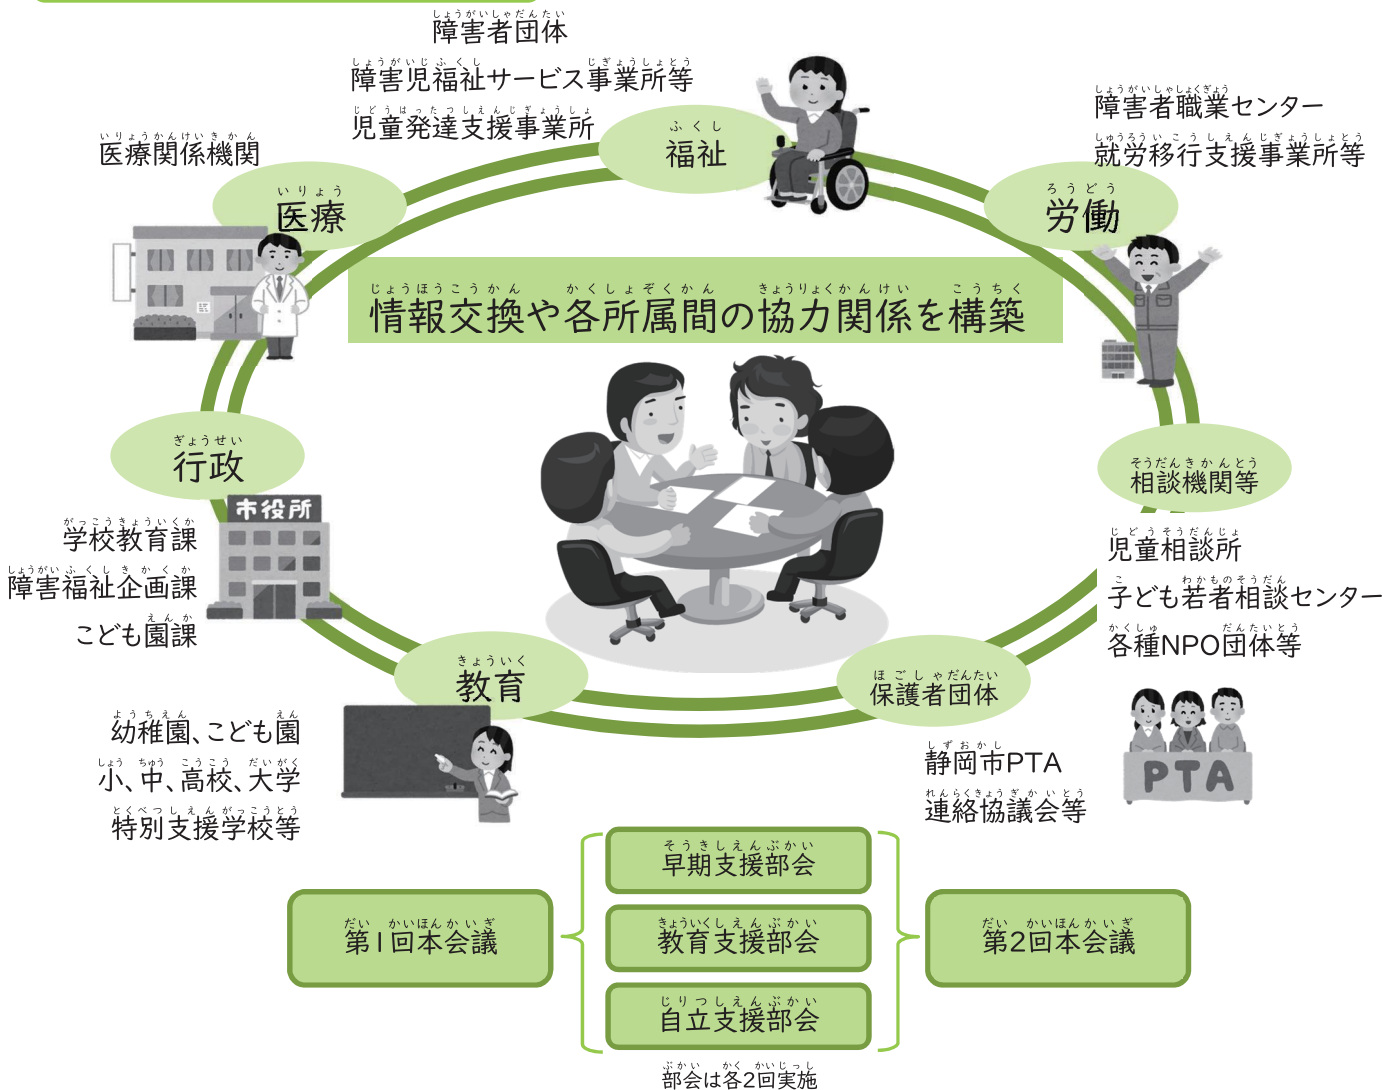 障害者団体
障害児福祉サービス事業所等
児童発達支援事業所
福祉
障害者職業センター
就労移行支援事業所等
労働
医療関係機関
医療
情報交換や各所属間の協力関係を構築
行政
市役所
学校教育課
障害福祉企画課
こども園課
相談機関等
児童相談所
子ども若者相談センター
各種NPO団体等
教育
幼稚園、こども園
小、中、高校、大学
特別支援学校等
保護者団体
静岡市PTA
連絡協議会等
PTA
第1回本会議
早期支援部会
教育支援部会
自立支援部会
第2回本会議
部会は各2回実施